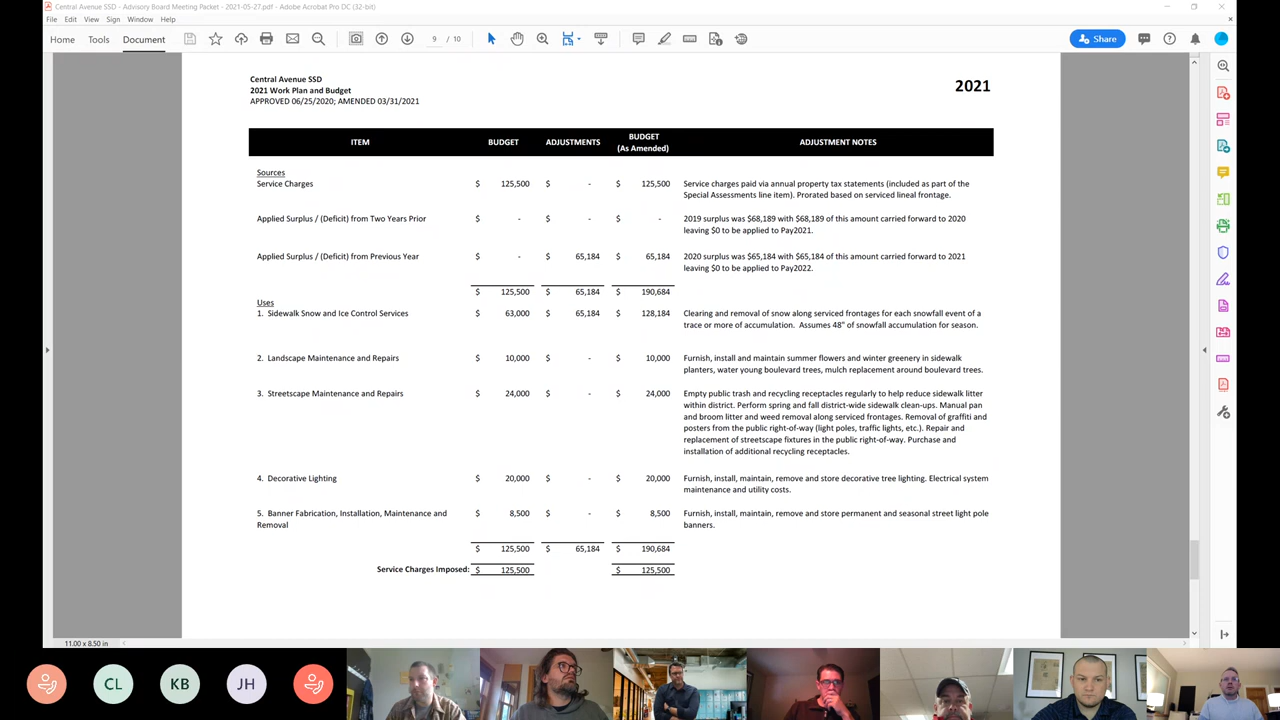 Central Avenue SSD - Advisory Board Meeting Packet - 2021-05-27.pdf - Adobe Acrobat Pro DC (32-bit)
File Edit View Sign Window Help
Home Tools Document 9 / 10 Share
Central Avenue SSD
2021 Work Plan and Budget
APPROVED 06/25/2020; AMENDED 03/31/2021
2021
ITEM BUDGET ADJUSTMENTS BUDGET (As Amended) ADJUSTMENT NOTES
Sources
Service Charges $ 125,500 $ - $ 125,500 Service charges paid via annual property tax statements (included as part of the
Special Assessments line item). Prorated based on serviced lineal frontage.
Applied Surplus / (Deficit) from Two Years Prior $ - $ - $ - 2019 surplus was $68,189 with $68,189 of this amount carried forward to 2020
leaving $0 to be applied to Pay2021.
Applied Surplus / (Deficit) from Previous Year $ - $ 65,184 $ 65,184 2020 surplus was $65,184 with $65,184 of this amount carried forward to 2021
leaving $0 to be applied to Pay2022.
$ 125,500 $ 65,184 $ 190,684
Uses
1. Sidewalk Snow and Ice Control Services $ 63,000 $ 65,184 $ 128,184 Clearing and removal of snow along serviced frontages for each snowfall event of a
trace or more of accumulation. Assumes 48" of snowfall accumulation for season.
2. Landscape Maintenance and Repairs $ 10,000 $ - $ 10,000 Furnish, install and maintain summer flowers and winter greenery in sidewalk
planters, water young boulevard trees, mulch replacement around boulevard trees.
3. Streetscape Maintenance and Repairs $ 24,000 $ - $ 24,000 Empty public trash and recycling receptacles regularly to help reduce sidewalk litter
within district. Perform spring and fall district-wide sidewalk clean-ups. Manual pan
and broom litter and weed removal along serviced frontages. Removal of graffiti and
posters from the public right-of-way (light poles, traffic lights, etc.). Repair and
replacement of streetscape fixtures in the public right-of-way. Purchase and
installation of additional recycling receptacles.
4. Decorative Lighting $ 20,000 $ - $ 20,000 Furnish, install, maintain, remove and store decorative tree lighting. Electrical system
maintenance and utility costs.
5. Banner Fabrication, Installation, Maintenance and $ 8,500 $ - $ 8,500 Furnish, install, maintain, remove and store permanent and seasonal street light pole
Removal banners.
$ 125,500 $ 65,184 $ 190,684
Service Charges Imposed: $ 125,500 $ 125,500
11.00 x 8.50 in
CL KB JH